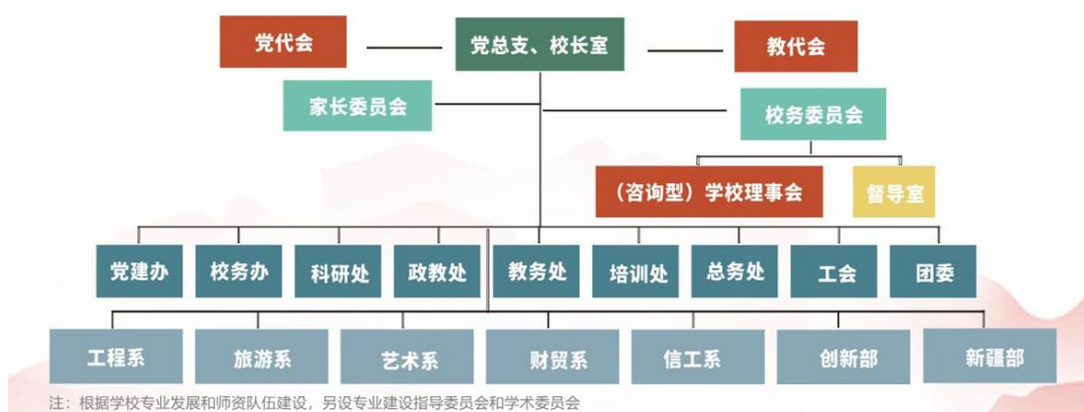 党代会
党总支、校长室
教代会
家长委员会
校务委员会
（咨询型）学校理事会
督导室
党建办
校务办
科研处
政教处
教务处
培训处
总务处
工会
团委
工程系
旅游系
艺术系
财贸系
信工系
创新部
新疆部
注：根据学校专业发展和师资队伍建设，另设专业建设指导委员会和学术委员会